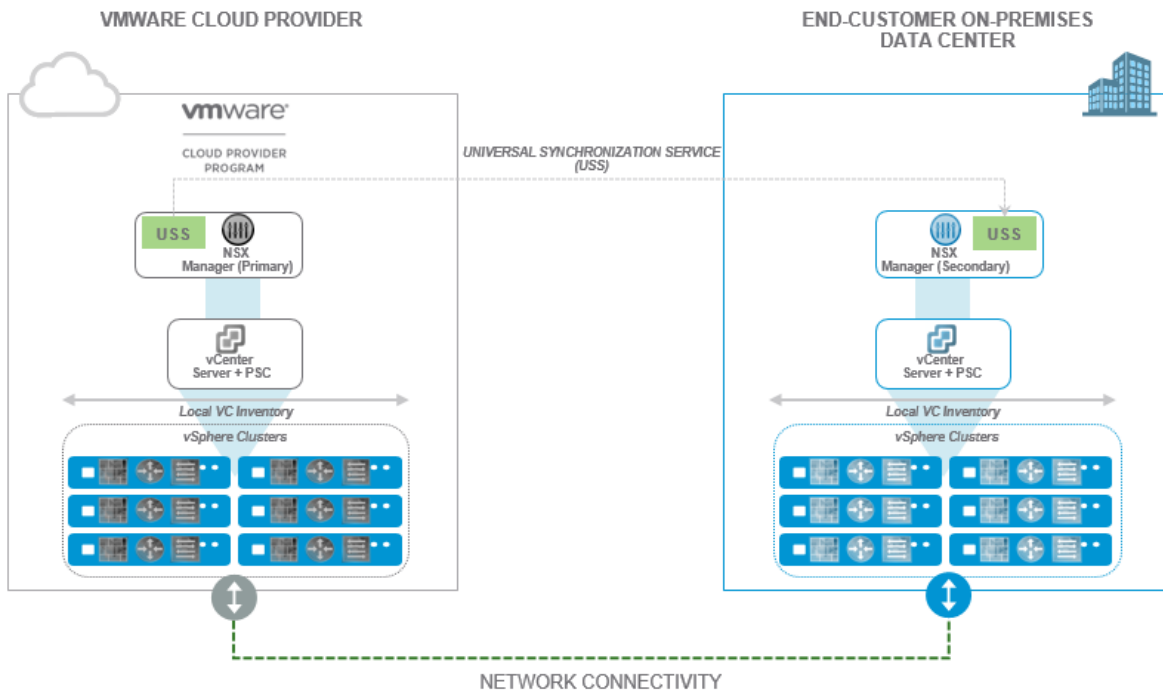 VMWARE CLOUD PROVIDER
END-CUSTOMER ON-PREMISES
DATA CENTER
vmware®
CLOUD PROVIDER
PROGRAM
UNIVERSAL SYNCHRONIZATION SERVICE
(USS)
USS
NSX
Manager (Primary)
NSX
Manager (Secondary)
USS
vCenter
Server + PSC
vCenter
Server + PSC
Local VC Inventory
Local VC Inventory
vSphere Clusters
vSphere Clusters
NETWORK CONNECTIVITY